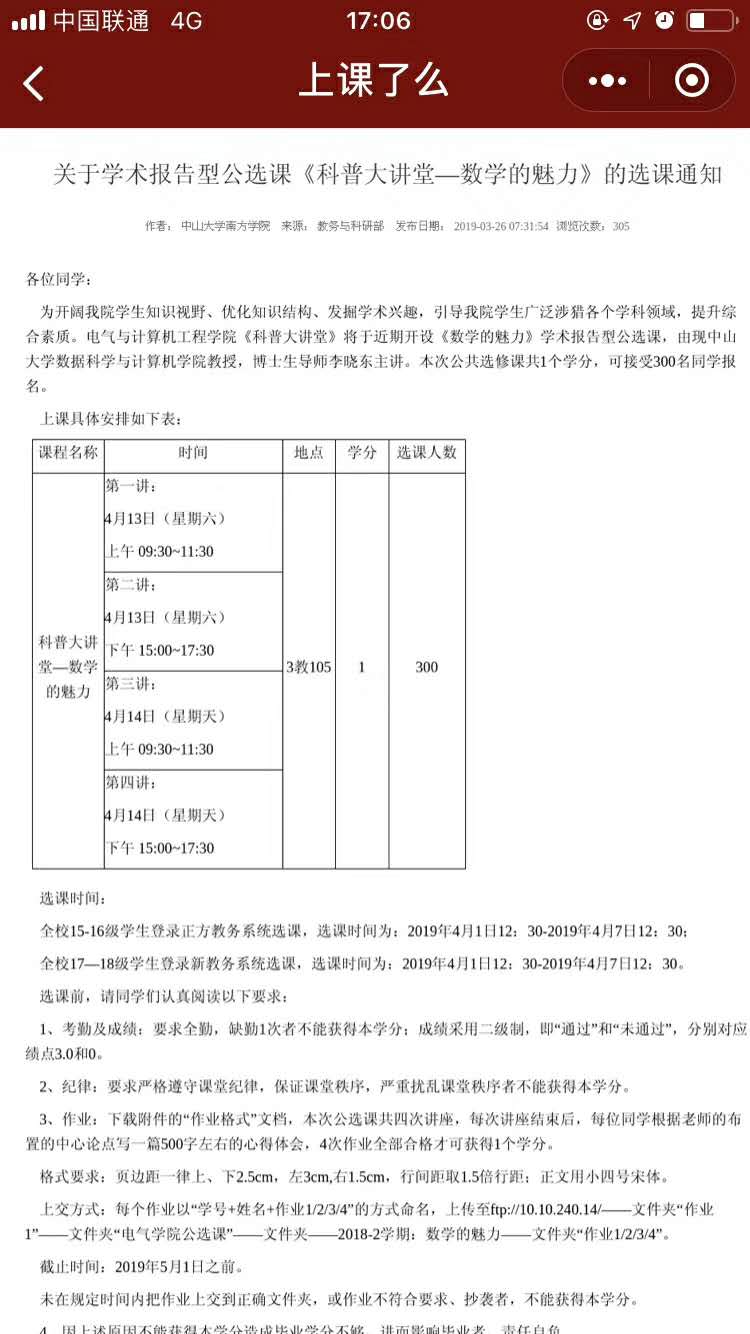 中国联通 4G 17:06
上课了么
关于学术报告型公选课《科普大讲堂—数学的魅力》的选课通知
作者： 中山大学南方学院 来源： 教务与科研部 发布日期： 2019-03-26 07:31:54 浏览次数：305
各位同学：
为开阔我院学生知识视野、优化知识结构、发掘学术兴趣，引导我院学生广泛涉猎各个学科领域，提升综
合素质。电气与计算机工程学院《科普大讲堂》将于近期开设《数学的魅力》学术报告型公选课，由现中山
大学数据科学与计算机学院教授，博士生导师李晓东主讲。本次公共选修课共1个学分，可接受300名同学报
名。
上课具体安排如下表：
课程名称 时间 地点 学分 选课人数
第一讲：
4月13日（星期六）
上午 09:30~11:30
第二讲：
4月13日（星期六）
下午 15:00~17:30
科普大讲
堂—数学
的魅力
3教105 1 300
第三讲：
4月14日（星期天）
上午 09:30~11:30
第四讲：
4月14日（星期天）
下午 15:00~17:30
选课时间：
全校15-16级学生登录正方教务系统选课，选课时间为：2019年4月1日12：30-2019年4月7日12：30；
全校17—18级学生登录新教务系统选课，选课时间为：2019年4月1日12：30-2019年4月7日12：30。
选课前，请同学们认真阅读以下要求：
1、考勤及成绩：要求全勤，缺勤1次者不能获得本学分；成绩采用二级制，即“通过”和“未通过”，分别对应
绩点3.0和0。
2、纪律：要求严格遵守课堂纪律，保证课堂秩序，严重扰乱课堂秩序者不能获得本学分。
3、作业：下载附件的“作业格式”文档，本次公选课共四次讲座，每次讲座结束后，每位同学根据老师的布
置的中心论点写一篇500字左右的心得体会，4次作业全部合格才可获得1个学分。
格式要求：页边距一律上、下2.5cm，左3cm,右1.5cm，行间距取1.5倍行距；正文用小四号宋体。
上交方式：每个作业以“学号+姓名+作业1/2/3/4”的方式命名，上传至ftp://10.10.240.14/——文件夹“作业
1”——文件夹“电气学院公选课”——文件夹——2018-2学期：数学的魅力——文件夹“作业1/2/3/4”。
截止时间：2019年5月1日之前。
未在规定时间内把作业上交到正确文件夹，或作业不符合要求、抄袭者，不能获得本学分。
4、因上述原因不能获得本学分造成毕业学分不够，进而影响毕业者，责任自负。